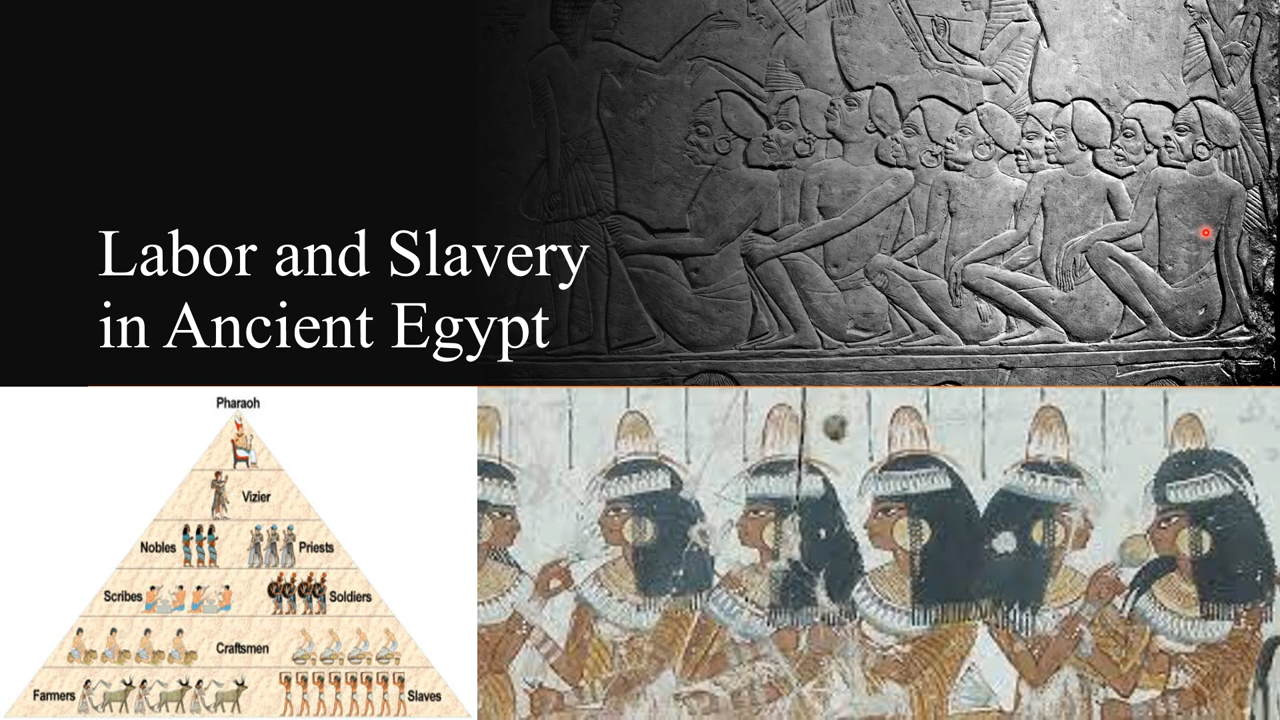 Labor and Slavery
in Ancient Egypt
Pharaoh
Vizier
Nobles
Priests
Scribes
Soldiers
Craftsmen
Farmers
Slaves